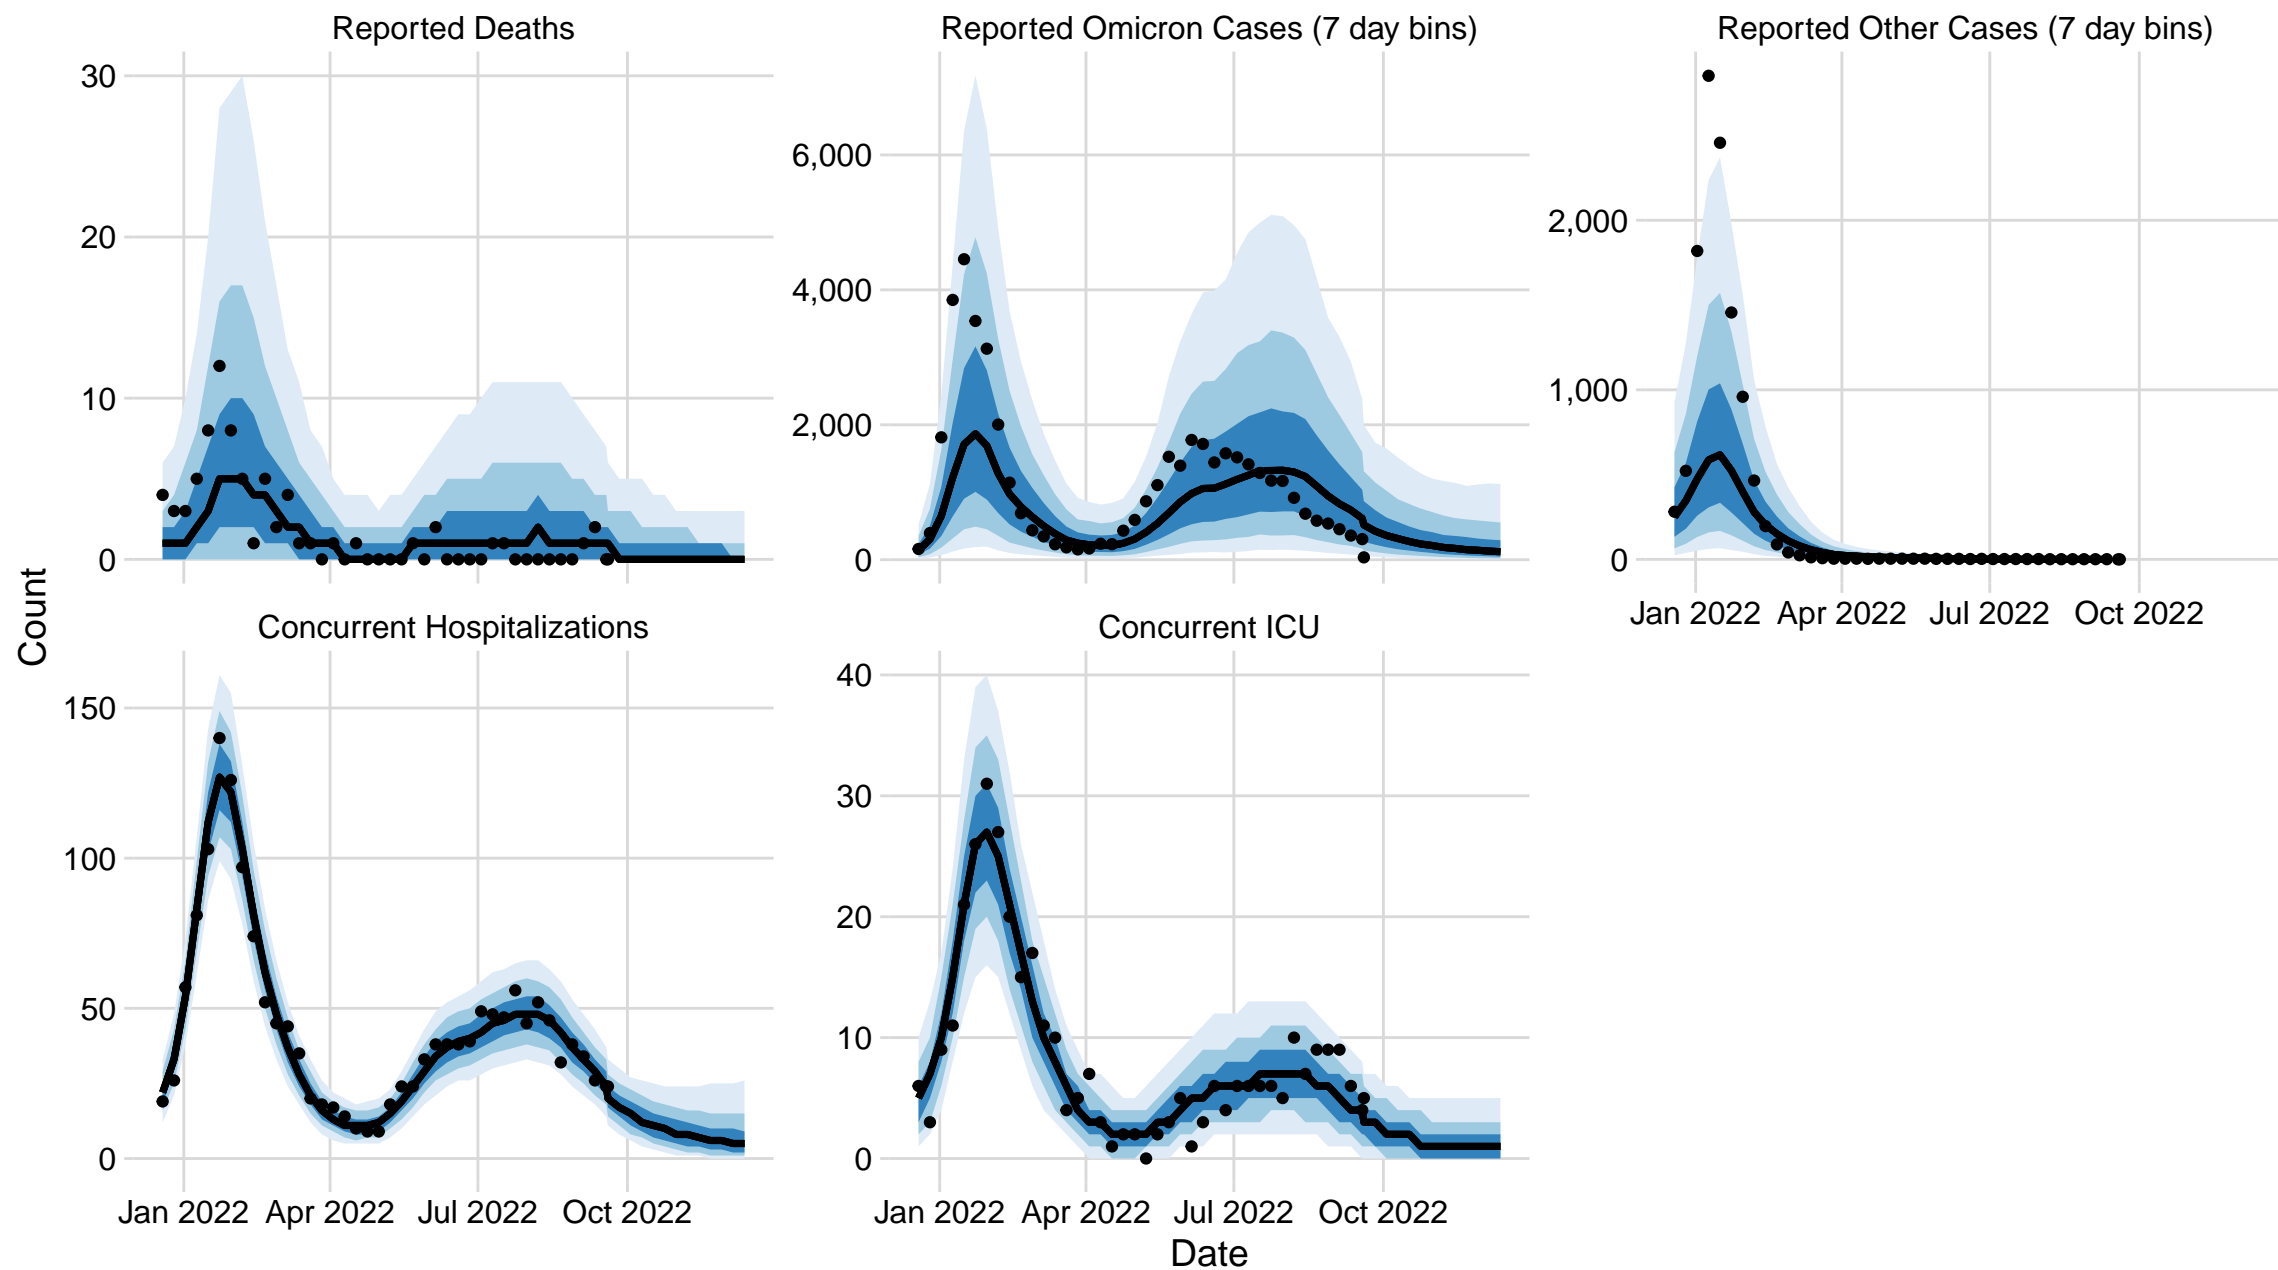 Reported Deaths
Reported Omicron Cases (7 day bins)
Reported Other Cases (7 day bins)
30
20
10
0
6,000
4,000
2,000
0
2,000
1,000
0
Jan 2022 Apr 2022 Jul 2022 Oct 2022
Count
Concurrent Hospitalizations
Concurrent ICU
150
100
50
0
40
30
20
10
0
Jan 2022 Apr 2022 Jul 2022 Oct 2022
Jan 2022 Apr 2022 Jul 2022 Oct 2022
Date